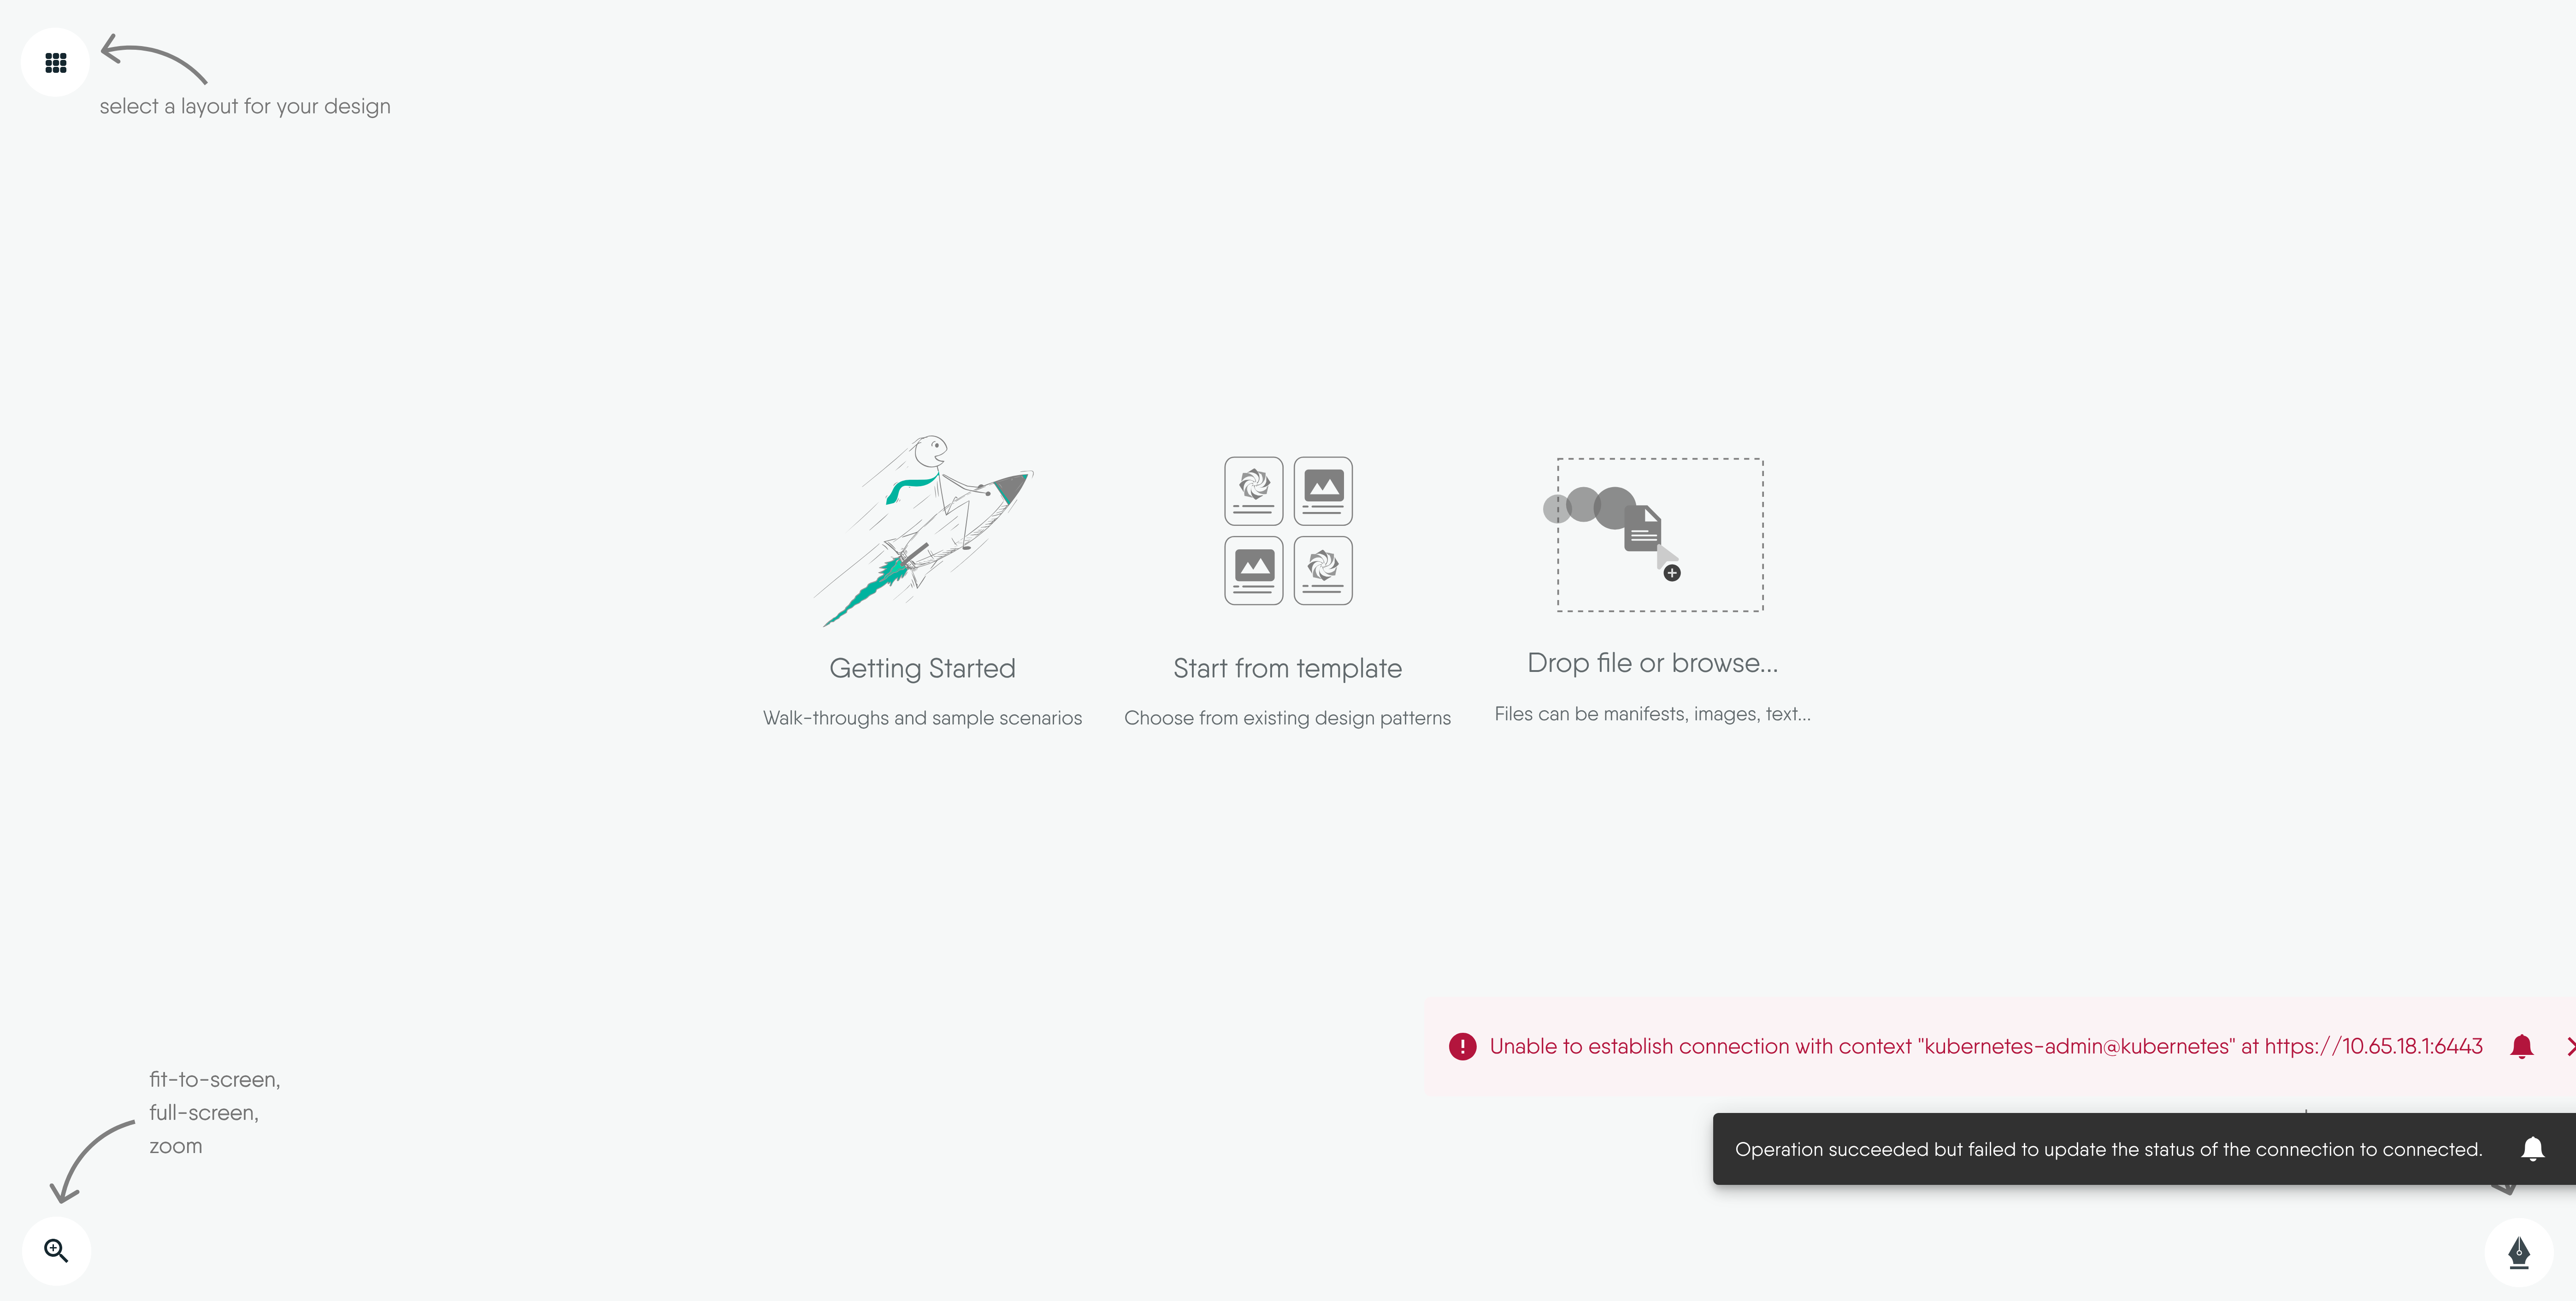 select a layout for your design
Getting Started
Walk-throughs and sample scenarios
Start from template
Choose from existing design patterns
Drop file or browse...
Files can be manifests, images, text...
Unable to establish connection with context "kubernetes-admin@kubernetes" at https://10.65.18.1:6443
fit-to-screen,
full-screen,
zoom
Operation succeeded but failed to update the status of the connection to connected.